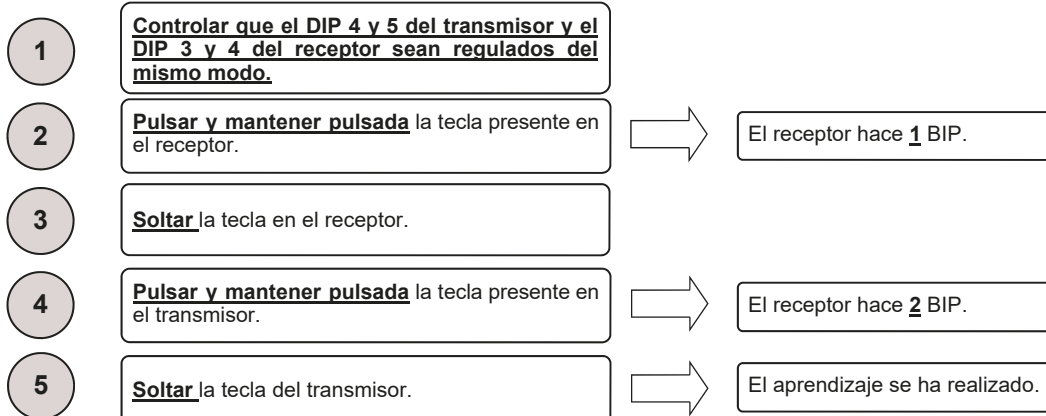 1
Controlar que el DIP 4 y 5 del transmisor y el
DIP 3 y 4 del receptor sean regulados del
mismo modo.
2
Pulsar y mantener pulsada la tecla presente en
el receptor.
El receptor hace 1 BIP.
3
Soltar la tecla en el receptor.
4
Pulsar y mantener pulsada la tecla presente en
el transmisor.
El receptor hace 2 BIP.
5
Soltar la tecla del transmisor.
El aprendizaje se ha realizado.